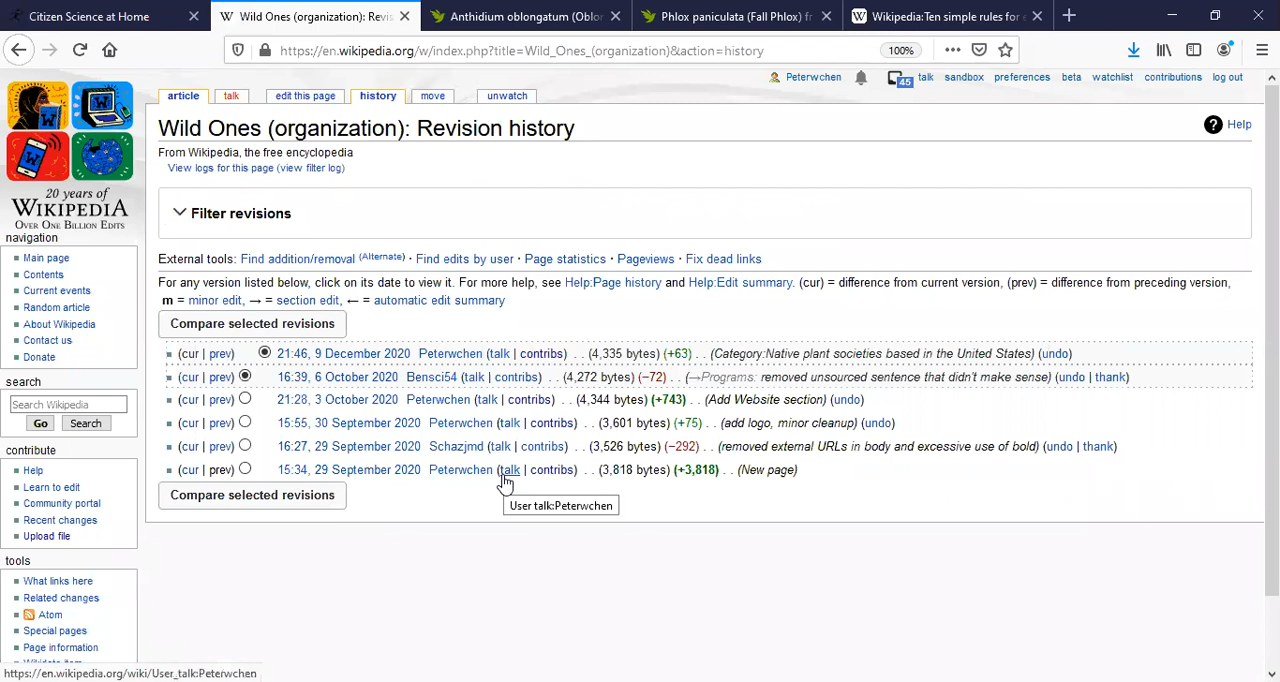 Citizen Science at Home
Wild Ones (organization): Revis
Anthidium oblongatum (Oblon
Phlox paniculata (Fall Phlox) fr
Wikipedia:Ten simple rules for e
https://en.wikipedia.org/w/index.php?title=Wild_Ones_(organization)&action=history
100%
Peterwchen 45 talk sandbox preferences beta watchlist contributions log out
article talk edit this page history move unwatch
20 years of
WIKIPEDIA
OVER ONE BILLION EDITS
navigation
Main page
Contents
Current events
Random article
About Wikipedia
Contact us
Donate
search
Search Wikipedia
Go Search
contribute
Help
Learn to edit
Community portal
Recent changes
Upload file
tools
What links here
Related changes
Atom
Special pages
Page information
Wild Ones (organization): Revision history
? Help
From Wikipedia, the free encyclopedia
View logs for this page (view filter log)
Filter revisions
External tools: Find addition/removal (Alternate) · Find edits by user · Page statistics · Pageviews · Fix dead links
For any version listed below, click on its date to view it. For more help, see Help:Page history and Help:Edit summary. (cur) = difference from current version, (prev) = difference from preceding version,
m = minor edit, → = section edit, ← = automatic edit summary
Compare selected revisions
(cur | prev) 21:46, 9 December 2020 Peterwchen (talk | contribs) . . (4,335 bytes) (+63) . . (Category:Native plant societies based in the United States) (undo)
(cur | prev) 16:39, 6 October 2020 Bensci54 (talk | contribs) . . (4,272 bytes) (−72) . . (→Programs: removed unsourced sentence that didn't make sense) (undo | thank)
(cur | prev) 21:28, 3 October 2020 Peterwchen (talk | contribs) . . (4,344 bytes) (+743) . . (Add Website section) (undo)
(cur | prev) 15:55, 30 September 2020 Peterwchen (talk | contribs) . . (3,601 bytes) (+75) . . (add logo, minor cleanup) (undo)
(cur | prev) 16:27, 29 September 2020 Schazjmd (talk | contribs) . . (3,526 bytes) (−292) . . (removed external URLs in body and excessive use of bold) (undo | thank)
(cur | prev) 15:34, 29 September 2020 Peterwchen (talk | contribs) . . (3,818 bytes) (+3,818) . . (New page)
Compare selected revisions
User talk:Peterwchen
https://en.wikipedia.org/wiki/User_talk:Peterwchen